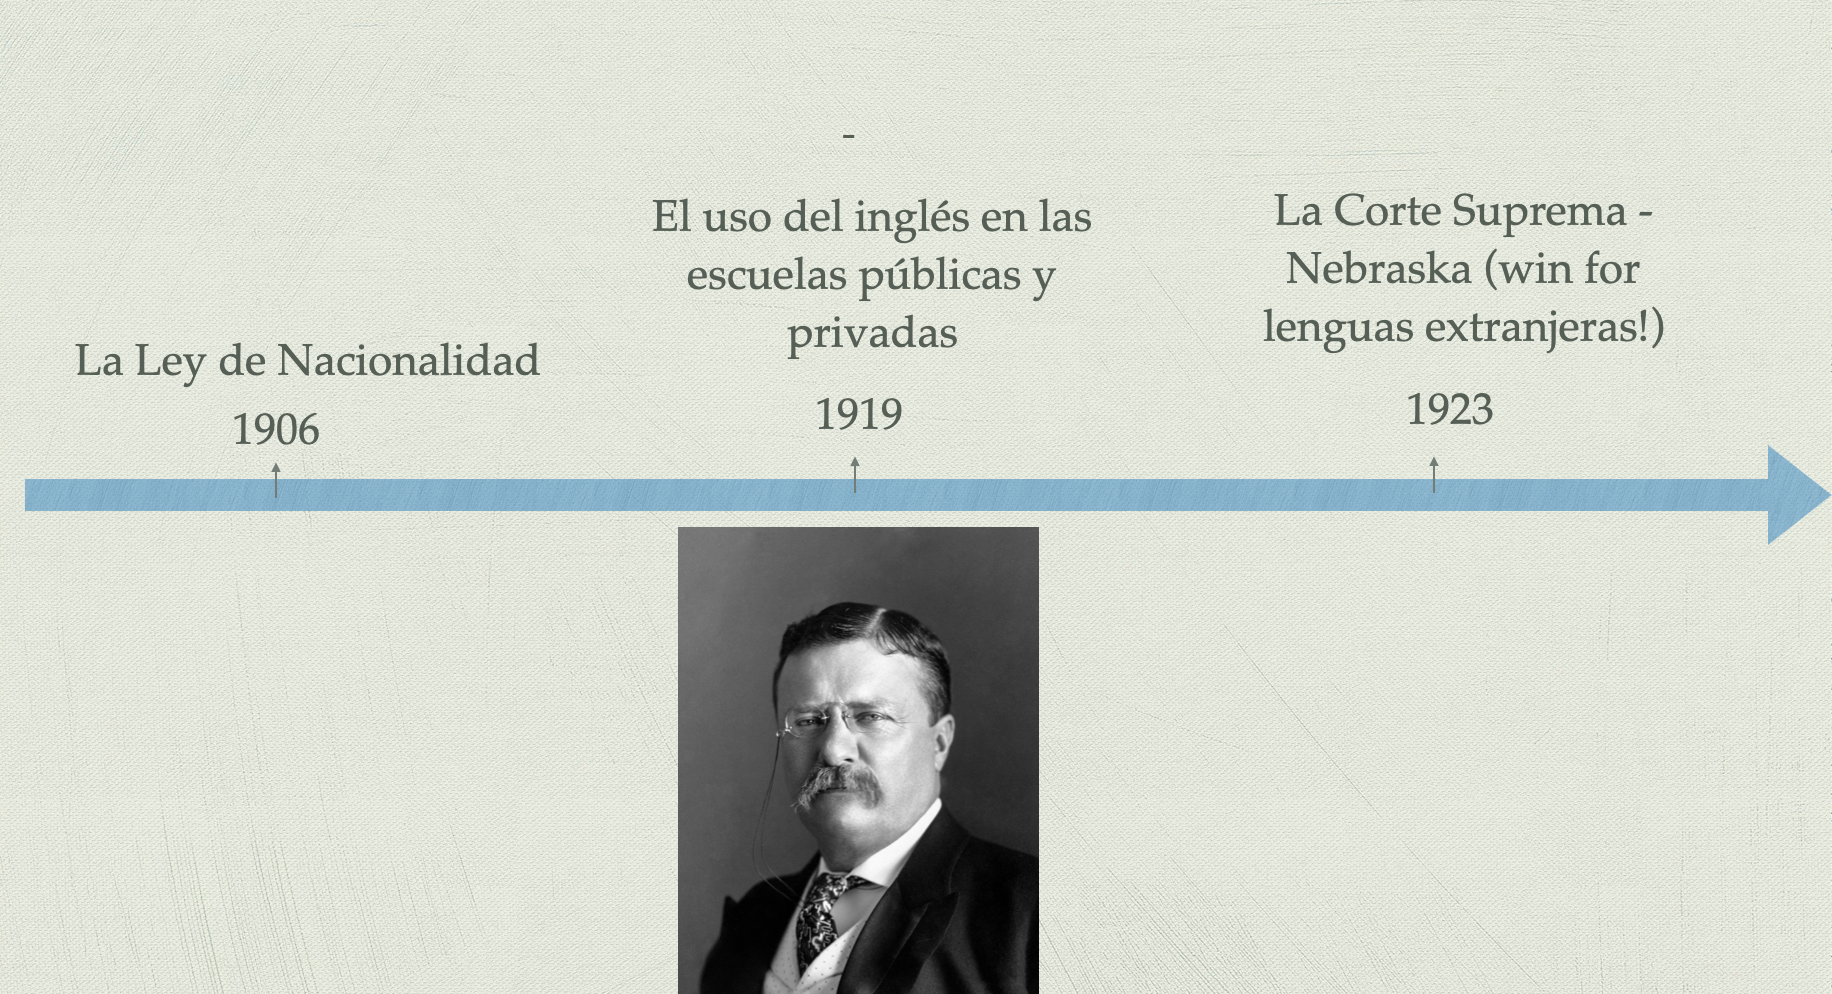 -
El uso del inglés en las
escuelas públicas y
privadas
La Corte Suprema -
Nebraska (win for
lenguas extranjeras!)
La Ley de Nacionalidad
1906
1919
1923